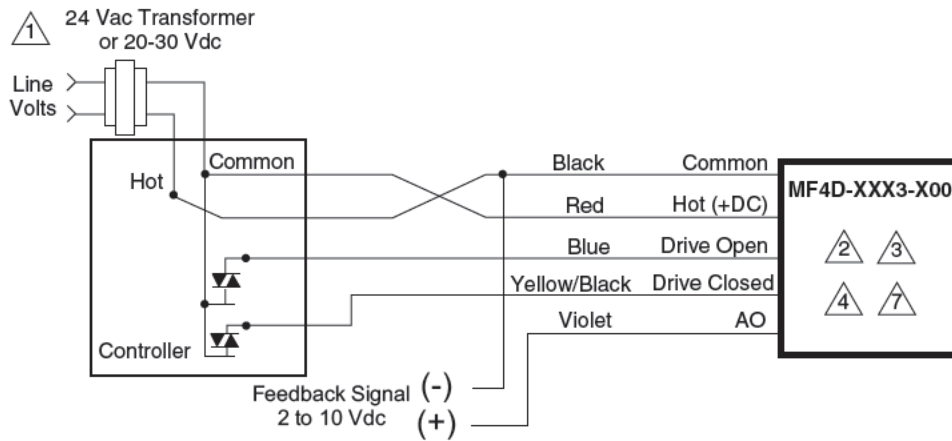 1
24 Vac Transformer
or 20-30 Vdc
Line
Volts
Common
Hot
Controller
Black
Common
Red
Hot (+DC)
Blue
Drive Open
Yellow/Black
Drive Closed
Violet
AO
MF4D-XXX3-X00
2
3
4
7
Feedback Signal (-)
2 to 10 Vdc (+)